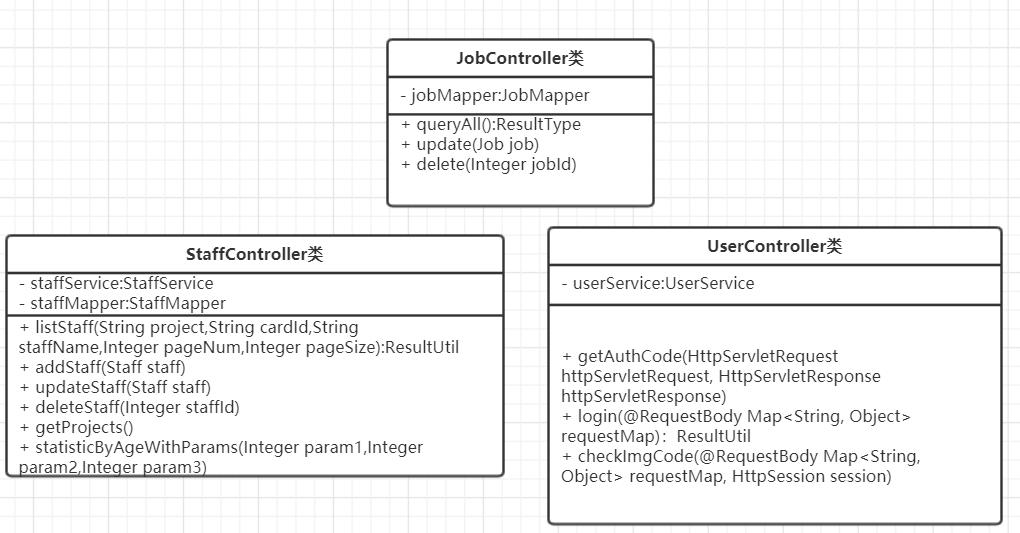 JobController类
- jobMapper:JobMapper
+ queryAll():ResultType
+ update(Job job)
+ delete(Integer jobId)
StaffController类
- staffService:StaffService
- staffMapper:StaffMapper
+ listStaff(String project,String cardId,String
staffName,Integer pageNum,Integer pageSize):ResultUtil
+ addStaff(Staff staff)
+ updateStaff(Staff staff)
+ deleteStaff(Integer staffId)
+ getProjects()
+ statisticByAgeWithParams(Integer param1,Integer
param2,Integer param3)
UserController类
- userService:UserService
+ getAuthCode(HttpServletRequest
httpServletRequest, HttpServletResponse
httpServletResponse)
+ login(@RequestBody Map<String, Object>
requestMap)：ResultUtil
+ checkImgCode(@RequestBody Map<String,
Object> requestMap, HttpSession session)